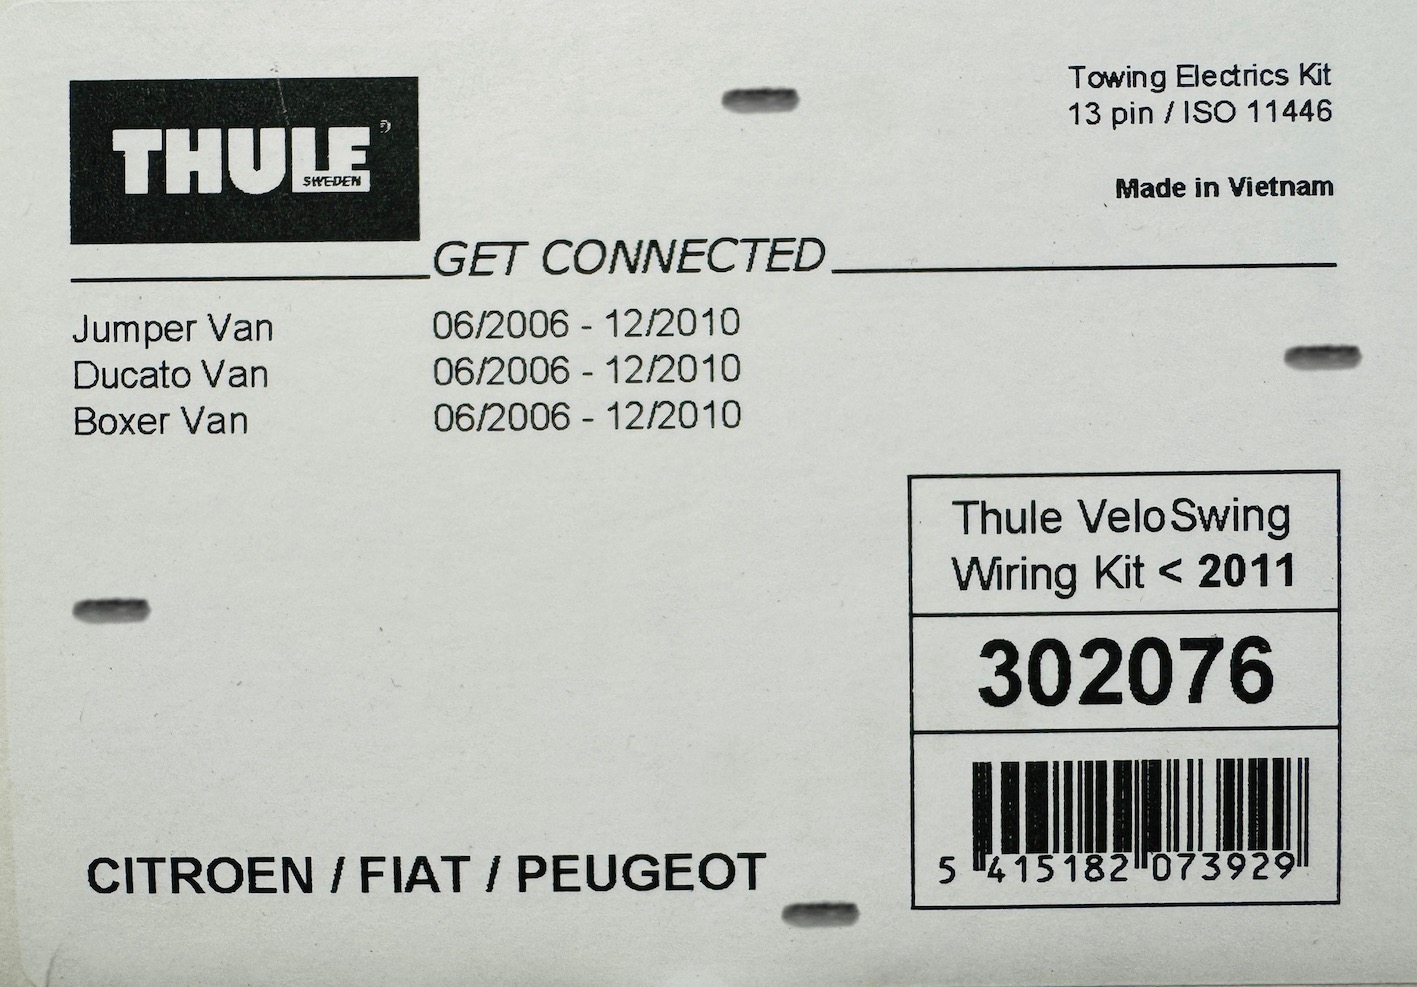 THULE
SWEDEN
Towing Electrics Kit
13 pin / ISO 11446
Made in Vietnam
GET CONNECTED
Jumper Van 06/2006 - 12/2010
Ducato Van 06/2006 - 12/2010
Boxer Van 06/2006 - 12/2010
Thule VeloSwing
Wiring Kit < 2011
302076
5 415182 073929
CITROEN / FIAT / PEUGEOT